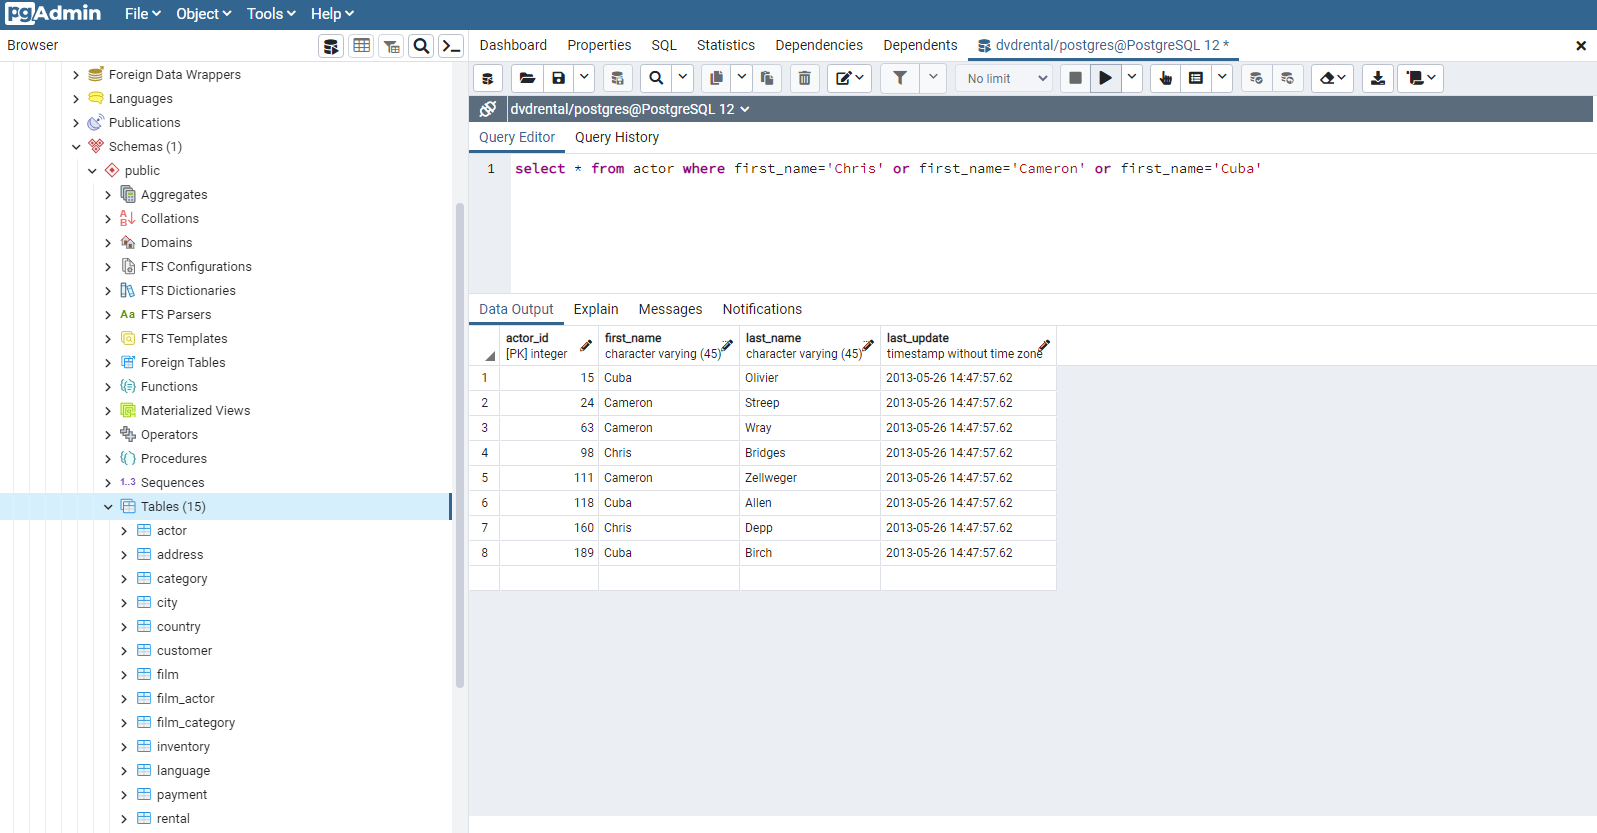 pgAdmin File Object Tools Help
Browser
Dashboard Properties SQL Statistics Dependencies Dependents dvdrental/postgres@PostgreSQL 12 *
Foreign Data Wrappers
Languages
Publications
Schemas (1)
public
Aggregates
Collations
Domains
FTS Configurations
FTS Dictionaries
Aa FTS Parsers
FTS Templates
Foreign Tables
Functions
Materialized Views
Operators
Procedures
1..3 Sequences
Tables (15)
actor
address
category
city
country
customer
film
film_actor
film_category
inventory
language
payment
rental
No limit
dvdrental/postgres@PostgreSQL 12
Query Editor Query History
1 select * from actor where first_name='Chris' or first_name='Cameron' or first_name='Cuba'
Data Output Explain Messages Notifications
actor_id first_name last_name last_update
[PK] integer character varying (45) character varying (45) timestamp without time zone
1 15 Cuba Olivier 2013-05-26 14:47:57.62
2 24 Cameron Streep 2013-05-26 14:47:57.62
3 63 Cameron Wray 2013-05-26 14:47:57.62
4 98 Chris Bridges 2013-05-26 14:47:57.62
5 111 Cameron Zellweger 2013-05-26 14:47:57.62
6 118 Cuba Allen 2013-05-26 14:47:57.62
7 160 Chris Depp 2013-05-26 14:47:57.62
8 189 Cuba Birch 2013-05-26 14:47:57.62